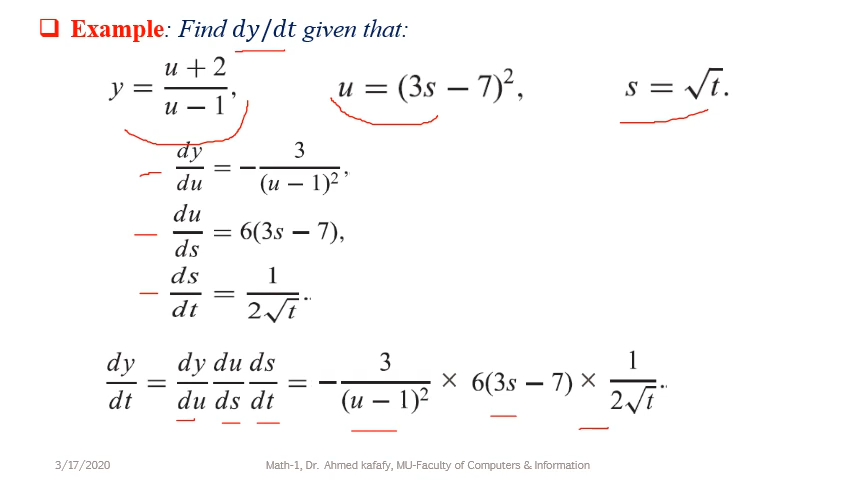 ❑ Example: Find dy/dt given that:
y = (u + 2)/(u − 1), u = (3s − 7)², s = √t.
dy/du = −3/(u − 1)²,
du/ds = 6(3s − 7),
ds/dt = 1/(2√t)..
dy/dt = dy/du du/ds ds/dt = −3/(u − 1)² × 6(3s − 7) × 1/(2√t)..
3/17/2020 Math-1, Dr. Ahmed kafafy, MU-Faculty of Computers & Information